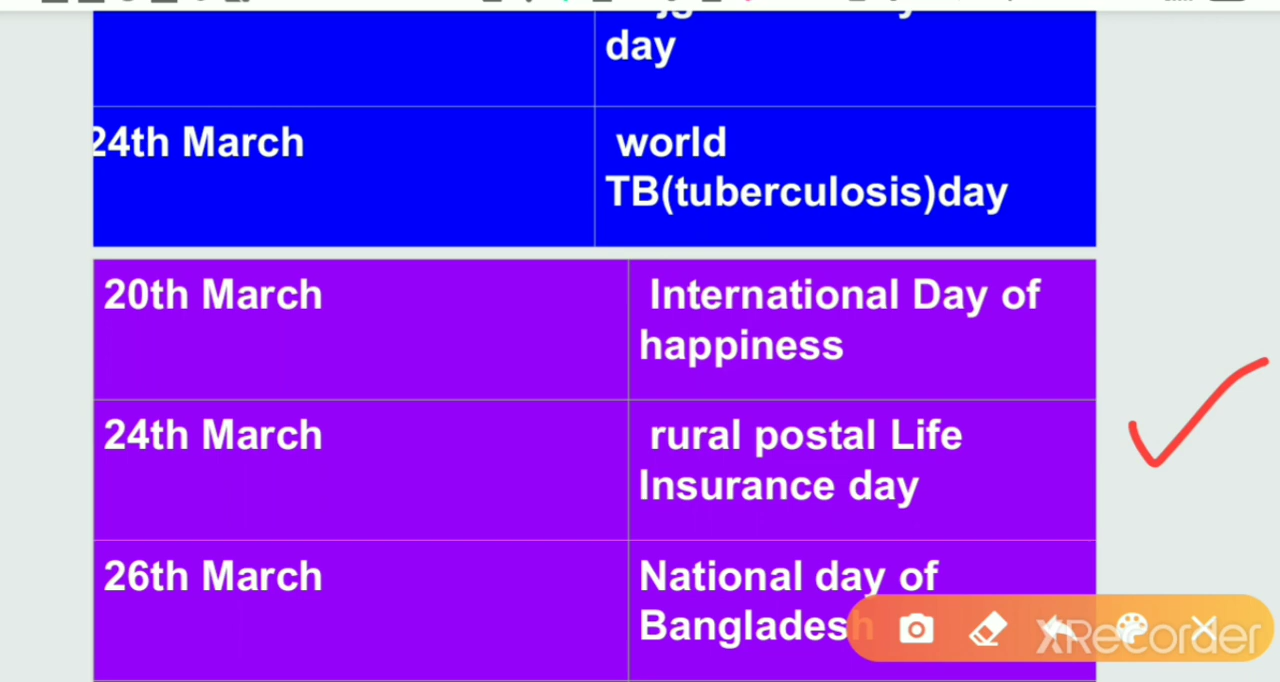 day
24th March
world
TB(tuberculosis)day
20th March
International Day of
happiness
24th March
rural postal Life
Insurance day
26th March
National day of
Bangladesh
XRecorder